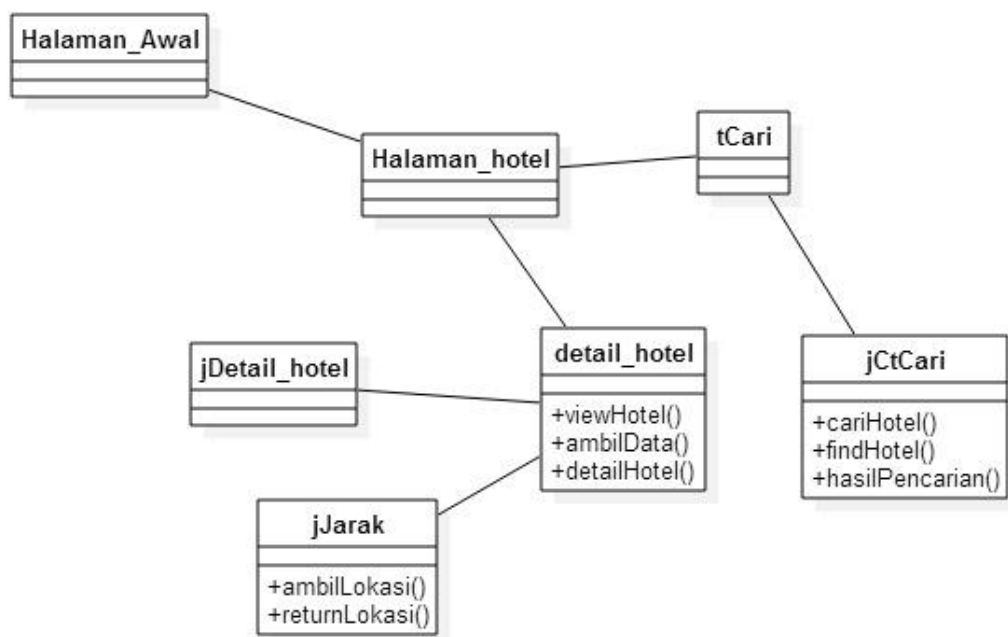 Halaman_Awal
Halaman_hotel
tCari
jDetail_hotel
detail_hotel
+viewHotel()
+ambilData()
+detailHotel()
jCtCari
+cariHotel()
+findHotel()
+hasilPencarian()
jJarak
+ambilLokasi()
+returnLokasi()